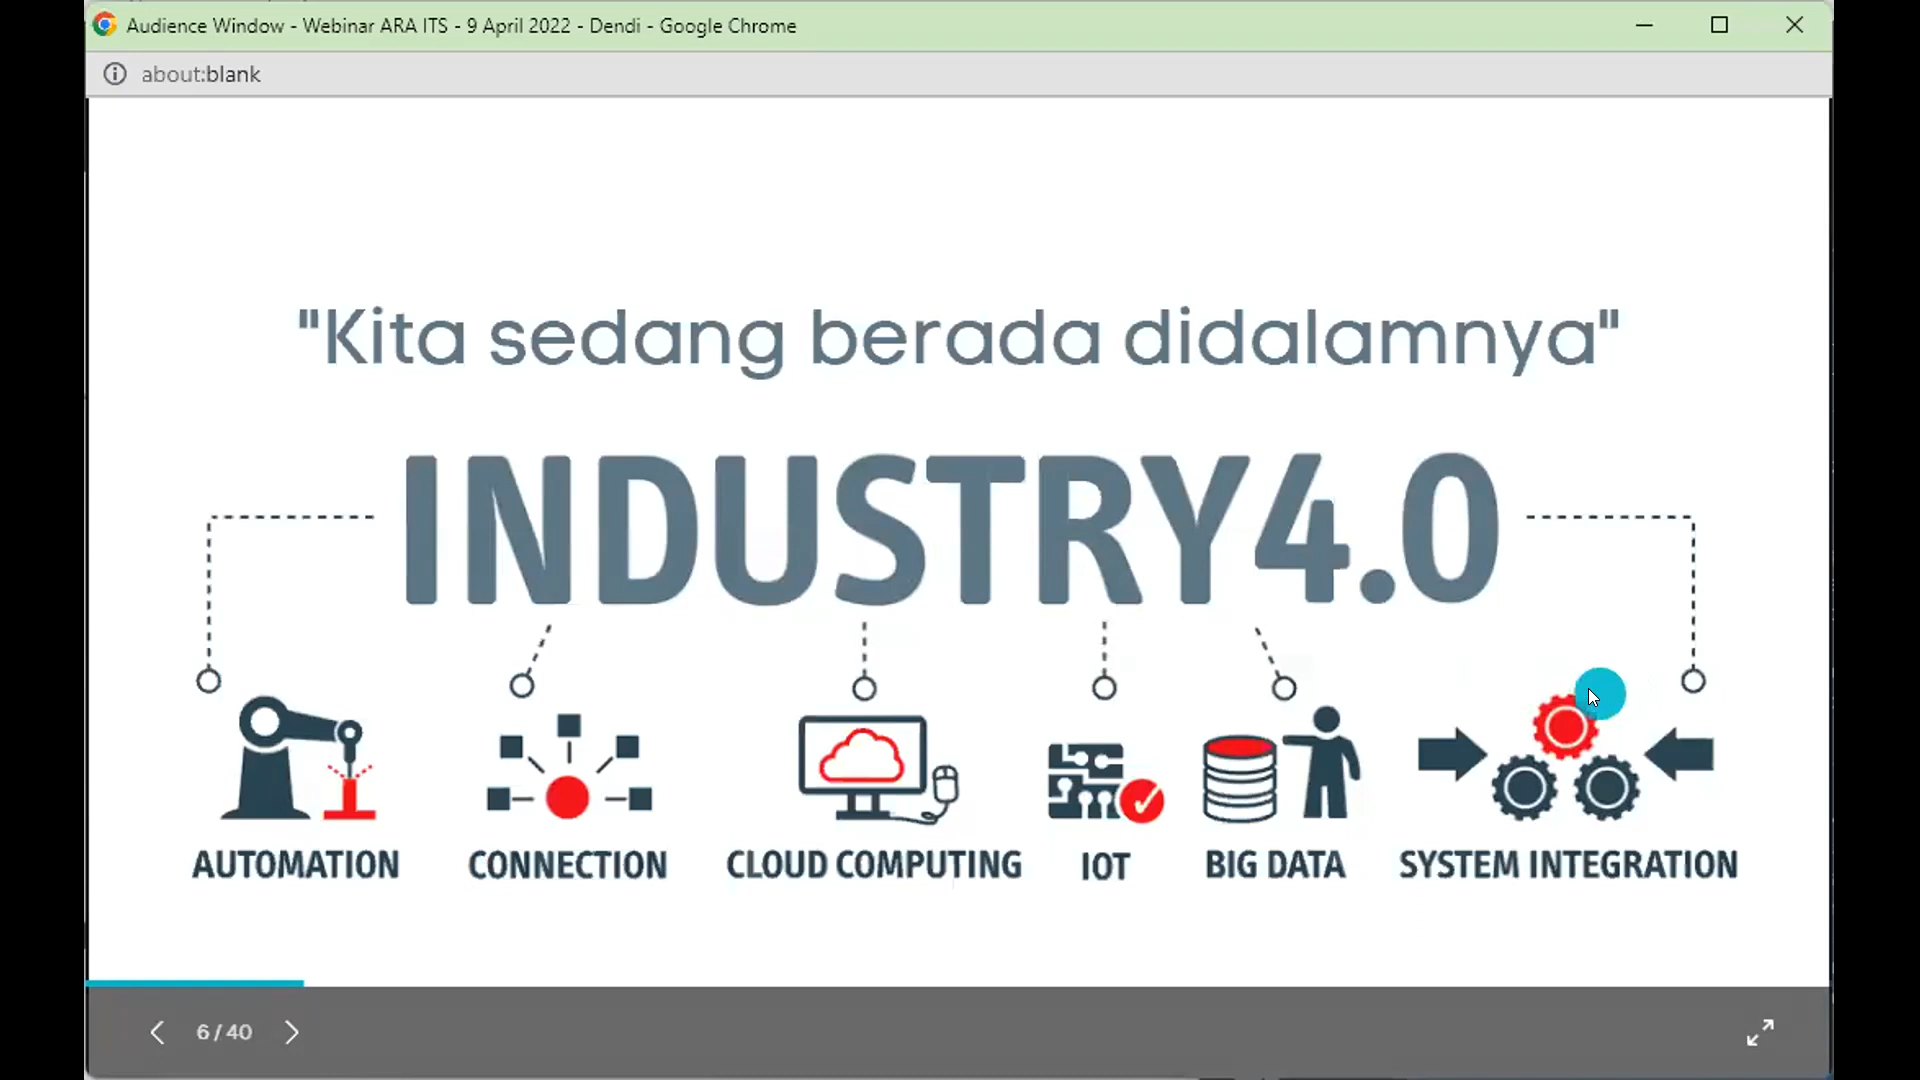 Audience Window - Webinar ARA ITS - 9 April 2022 - Dendi - Google Chrome
about:blank
"Kita sedang berada didalamnya"
INDUSTRY4.0
AUTOMATION
CONNECTION
CLOUD COMPUTING
IOT
BIG DATA
SYSTEM INTEGRATION
6 / 40